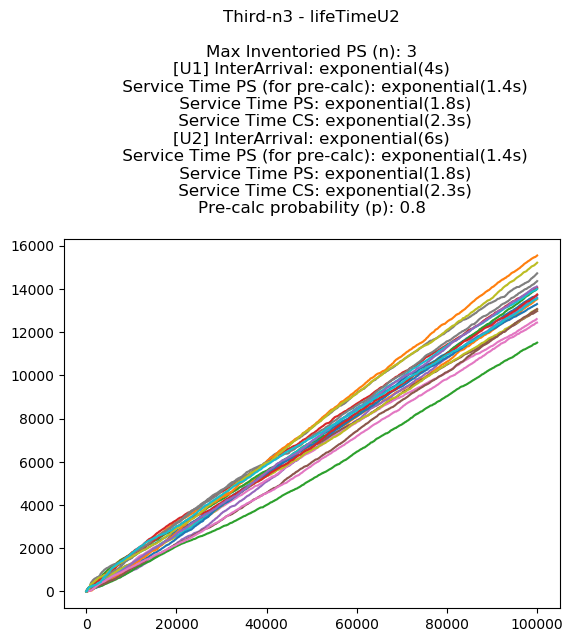 Third-n3 - lifeTimeU2
Max Inventoried PS (n): 3
[U1] InterArrival: exponential(4s)
Service Time PS (for pre-calc): exponential(1.4s)
Service Time PS: exponential(1.8s)
Service Time CS: exponential(2.3s)
[U2] InterArrival: exponential(6s)
Service Time PS (for pre-calc): exponential(1.4s)
Service Time PS: exponential(1.8s)
Service Time CS: exponential(2.3s)
Pre-calc probability (p): 0.8
16000
14000
12000
10000
8000
6000
4000
2000
0
0 20000 40000 60000 80000 100000